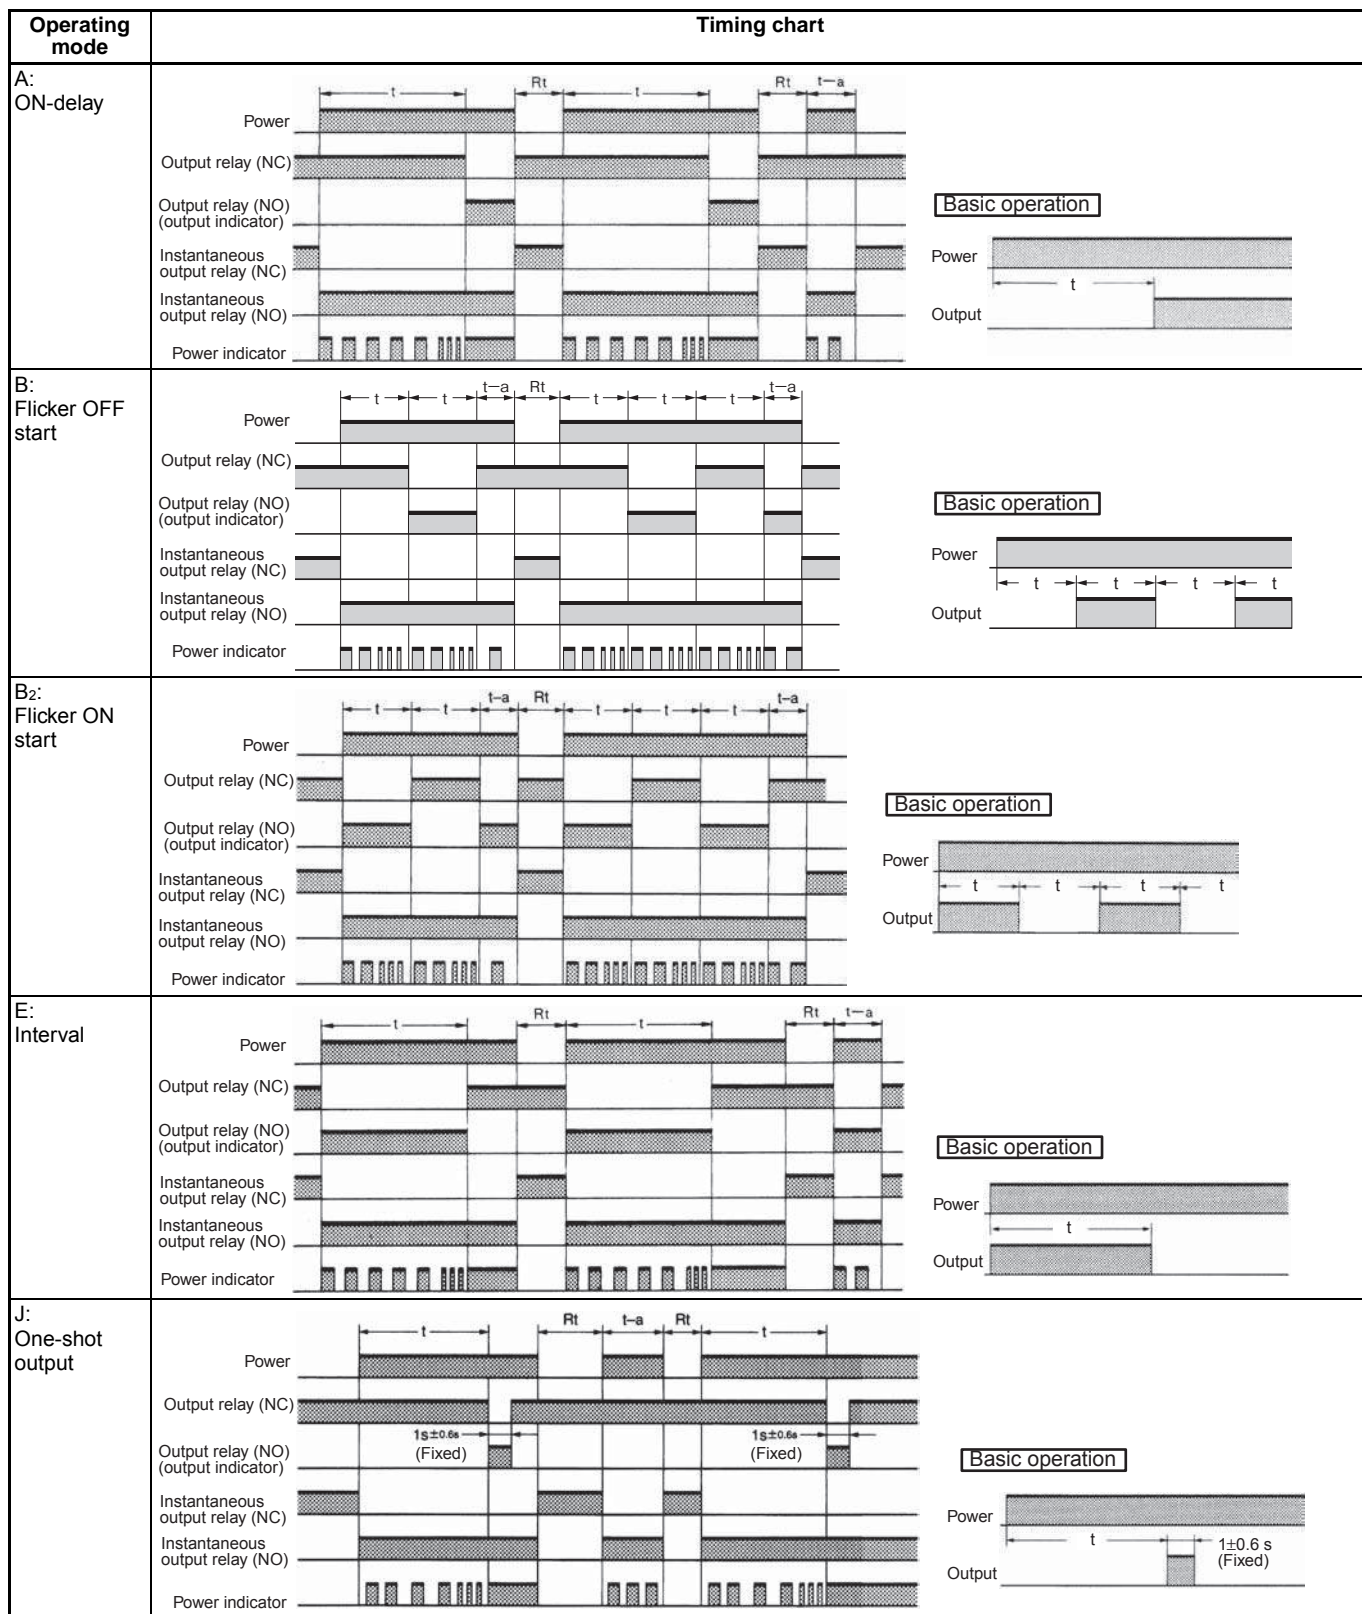 Operating
mode
Timing chart
A:
ON-delay
t
Rt
t
Rt
t–a
Power
Output relay (NC)
Output relay (NO)
(output indicator)
Instantaneous
output relay (NC)
Instantaneous
output relay (NO)
Power indicator
Basic operation
Power
t
Output
B:
Flicker OFF
start
t
t
t–a
Rt
t
t
t
t–a
Power
Output relay (NC)
Output relay (NO)
(output indicator)
Instantaneous
output relay (NC)
Instantaneous
output relay (NO)
Power indicator
Basic operation
Power
t
t
t
t
Output
B2:
Flicker ON
start
t
t
t–a
Rt
t
t
t
t–a
Power
Output relay (NC)
Output relay (NO)
(output indicator)
Instantaneous
output relay (NC)
Instantaneous
output relay (NO)
Power indicator
Basic operation
Power
t
t
t
t
Output
E:
Interval
t
Rt
t
Rt
t–a
Power
Output relay (NC)
Output relay (NO)
(output indicator)
Instantaneous
output relay (NC)
Instantaneous
output relay (NO)
Power indicator
Basic operation
Power
t
Output
J:
One-shot
output
t
Rt
t–a
Rt
t
Power
Output relay (NC)
1s±0.6s
(Fixed)
1s±0.6s
(Fixed)
Output relay (NO)
(output indicator)
Instantaneous
output relay (NC)
Instantaneous
output relay (NO)
Power indicator
Basic operation
Power
t
1±0.6 s
(Fixed)
Output